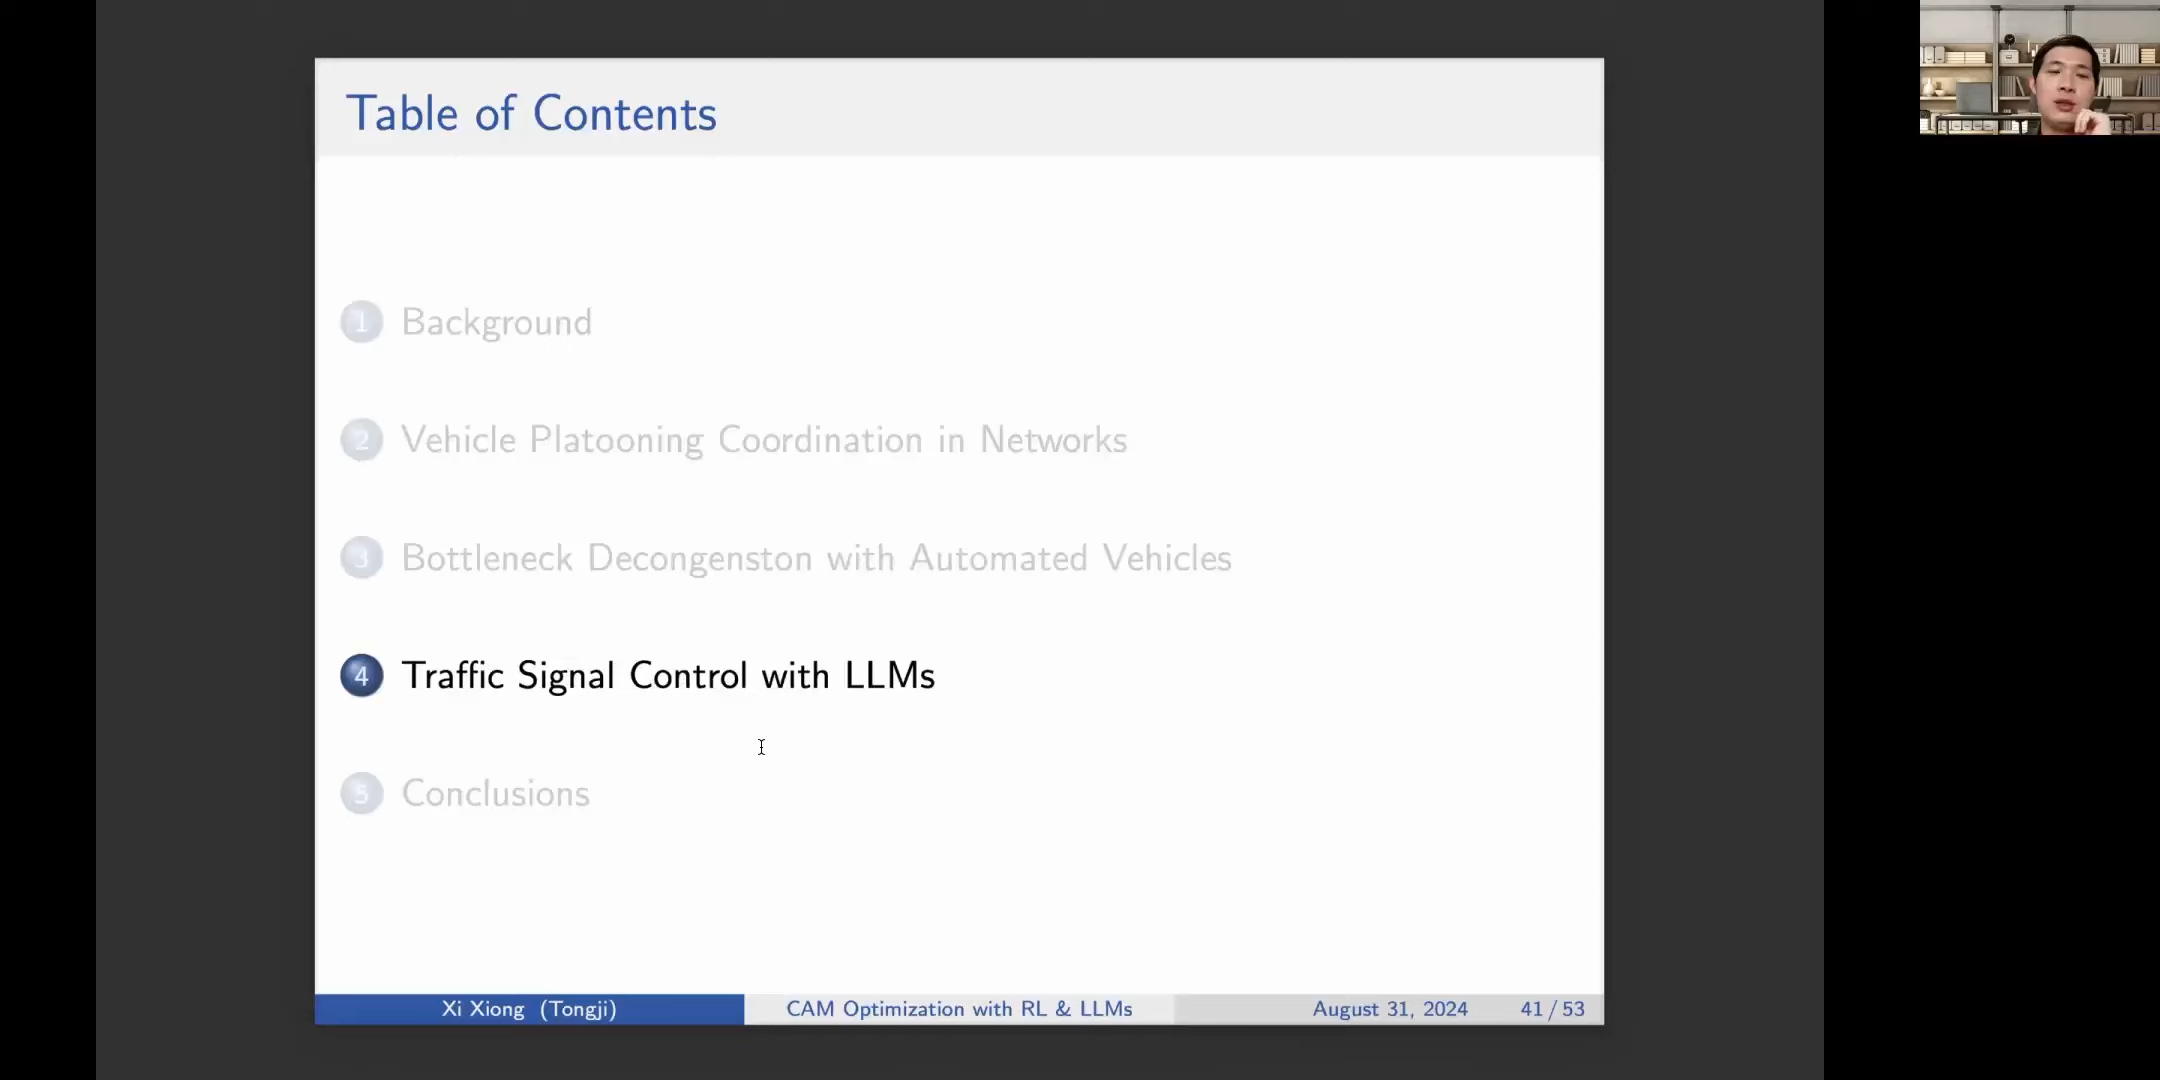 Table of Contents
1 Background
2 Vehicle Platooning Coordination in Networks
3 Bottleneck Decongenston with Automated Vehicles
4 Traffic Signal Control with LLMs
5 Conclusions
Xi Xiong (Tongji) CAM Optimization with RL & LLMs August 31, 2024 41 / 53